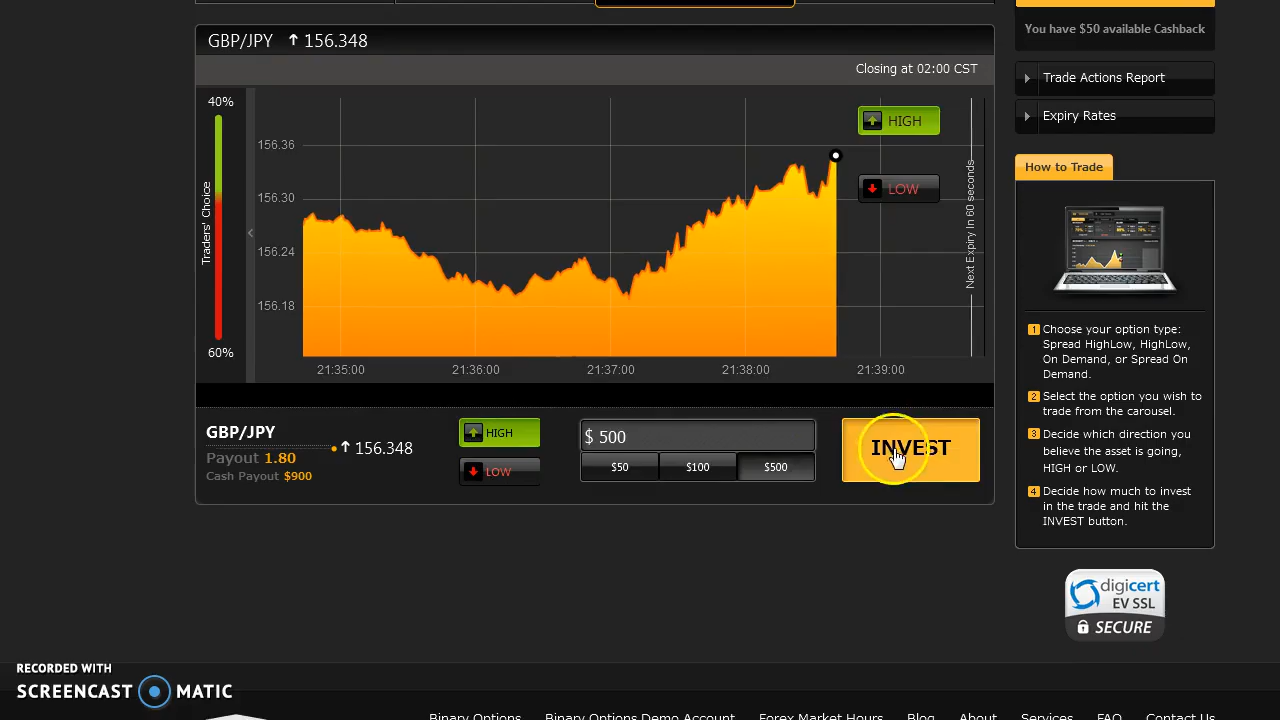 You have $50 available Cashback
GBP/JPY 156.348
Closing at 02:00 CST
Trade Actions Report
Expiry Rates
40%
Traders' Choice
60%
156.36
156.30
156.24
156.18
HIGH
LOW
Next Expiry In 60 seconds
21:35:00
21:36:00
21:37:00
21:38:00
21:39:00
GBP/JPY
156.348
Payout 1.80
Cash Payout $900
HIGH
LOW
$ 500
$50
$100
$500
INVEST
How to Trade
1 Choose your option type:
Spread HighLow, HighLow,
On Demand, or Spread On
Demand.
2 Select the option you wish to
trade from the carousel.
3 Decide which direction you
believe the asset is going,
HIGH or LOW.
4 Decide how much to invest
in the trade and hit the
INVEST button.
digicert
EV SSL
SECURE
RECORDED WITH
SCREENCAST MATIC
Binary Options
Binary Options Demo Account
Forex Market Hours
Blog
About
Services
FAQ
Contact Us